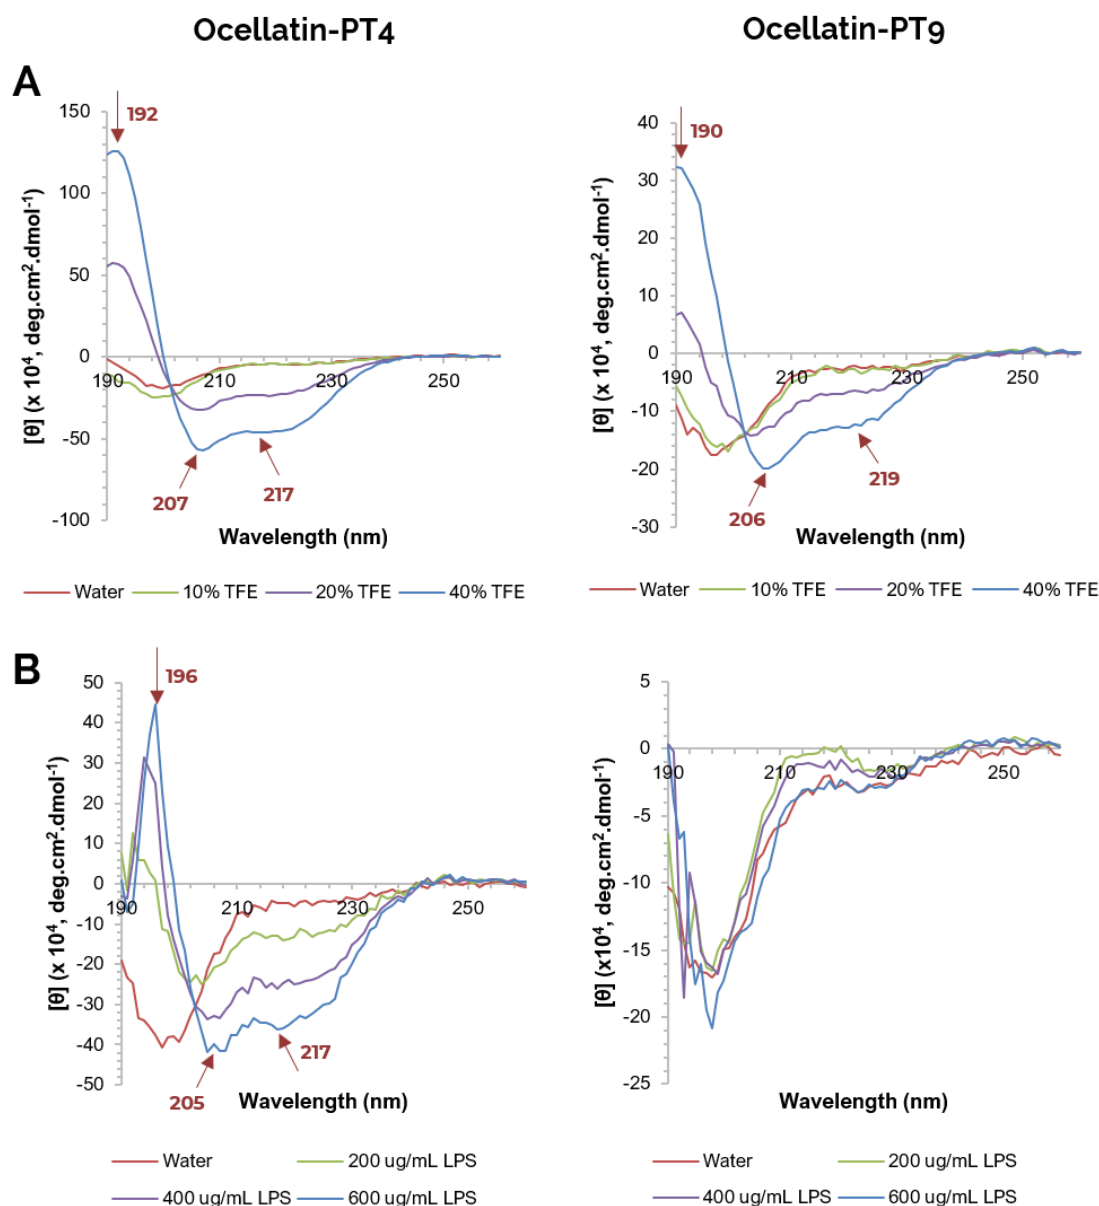 Ocellatin-PT4
Ocellatin-PT9
A
192
150
100
50
0
-50
-100
190
210
230
250
207
217
[θ] (x 10⁴, deg.cm².dmol⁻¹)
Wavelength (nm)
Water
10% TFE
20% TFE
40% TFE
190
40
30
20
10
0
-10
-20
-30
190
210
230
250
206
219
[θ] (x 10⁴, deg.cm².dmol⁻¹)
Wavelength (nm)
Water
10% TFE
20% TFE
40% TFE
B
196
50
40
30
20
10
0
-10
-20
-30
-40
-50
190
210
230
250
205
217
[θ] (x 10⁴, deg.cm².dmol⁻¹)
Wavelength (nm)
Water
200 ug/mL LPS
400 ug/mL LPS
600 ug/mL LPS
5
0
-5
-10
-15
-20
-25
190
210
230
250
[θ] (x10⁴, deg.cm².dmol⁻¹)
Wavelength (nm)
Water
200 ug/mL LPS
400 ug/mL LPS
600 ug/mL LPS